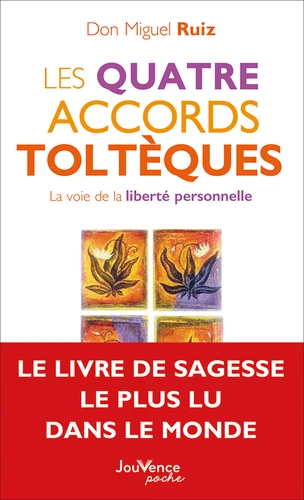 Don Miguel Ruiz
LES QUATRE
ACCORDS
TOLTÈQUES
La voie de la liberté personnelle
LE LIVRE DE SAGESSE
LE PLUS LU
DANS LE MONDE
JOUVENCE
poche